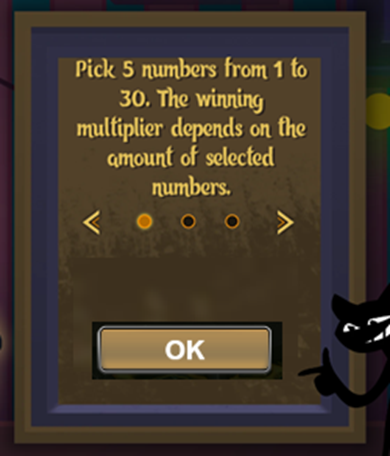 Pick 5 numbers from 1 to
30. The winning
multiplier depends on the
amount of selected
numbers.
OK